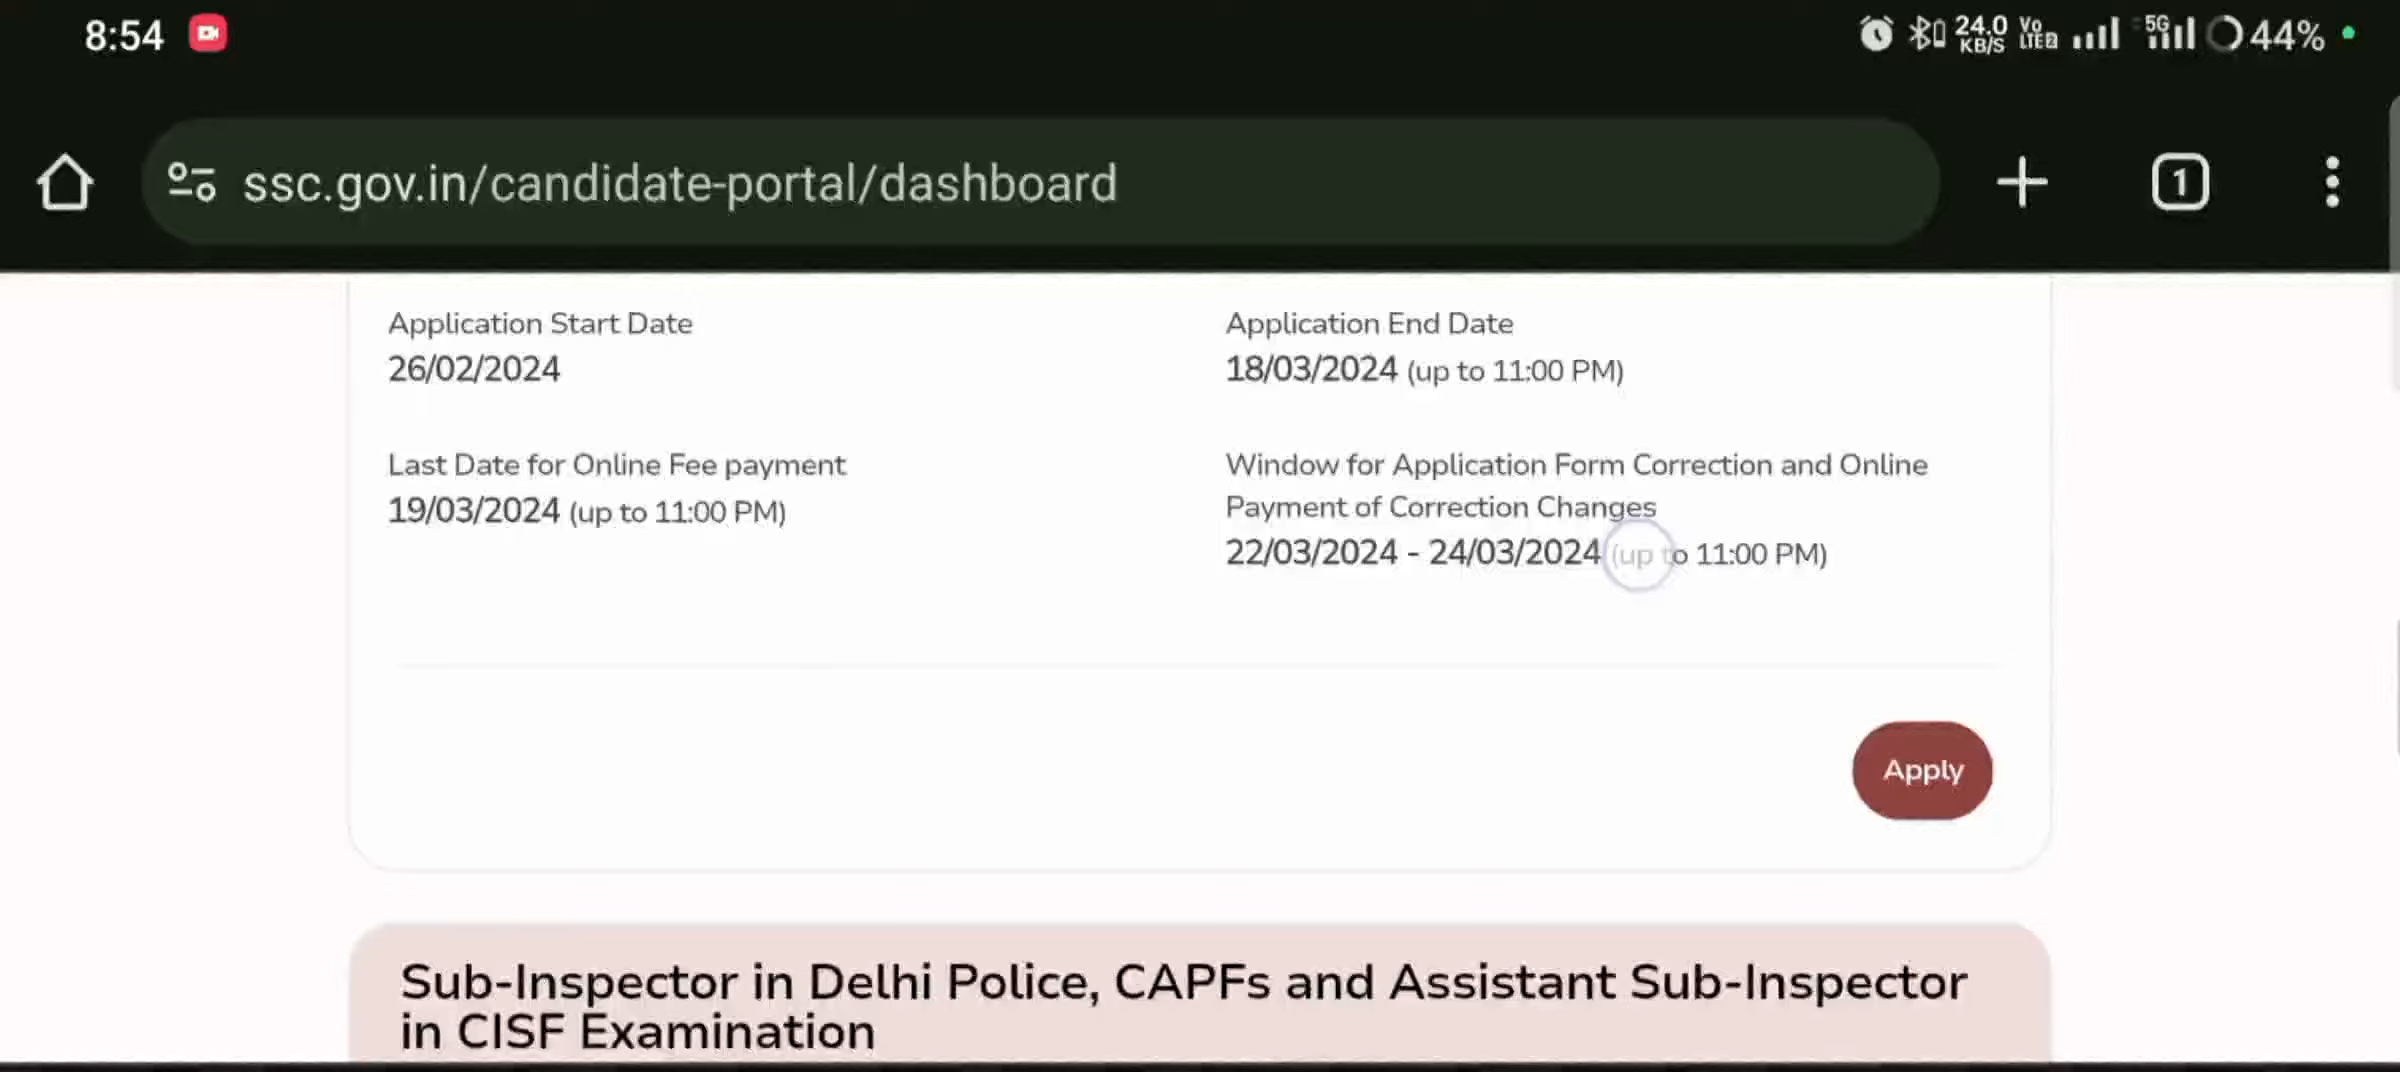 8:54
24.0
KB/S
Vo
LTE2
5G
44%
ssc.gov.in/candidate-portal/dashboard
1
Application Start Date
26/02/2024
Application End Date
18/03/2024 (up to 11:00 PM)
Last Date for Online Fee payment
19/03/2024 (up to 11:00 PM)
Window for Application Form Correction and Online
Payment of Correction Changes
22/03/2024 - 24/03/2024 (up to 11:00 PM)
Apply
Sub-Inspector in Delhi Police, CAPFs and Assistant Sub-Inspector
in CISF Examination